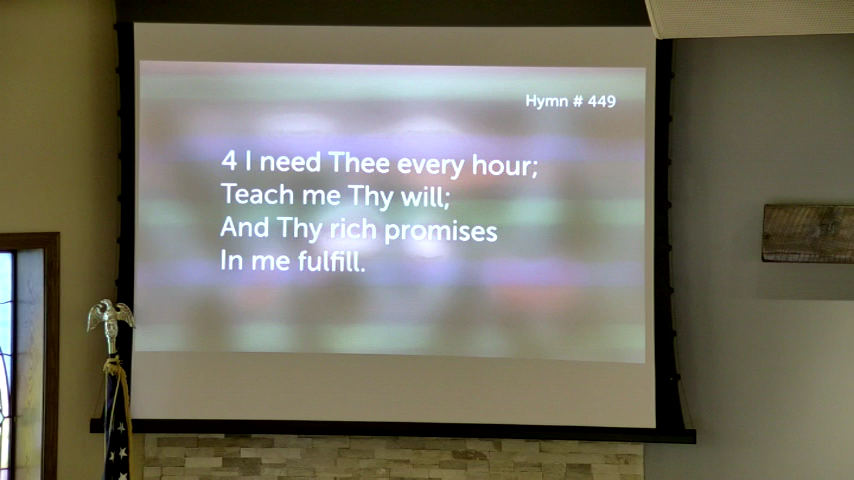 Hymn # 449
4 I need Thee every hour;
Teach me Thy will;
And Thy rich promises
In me fulfill.